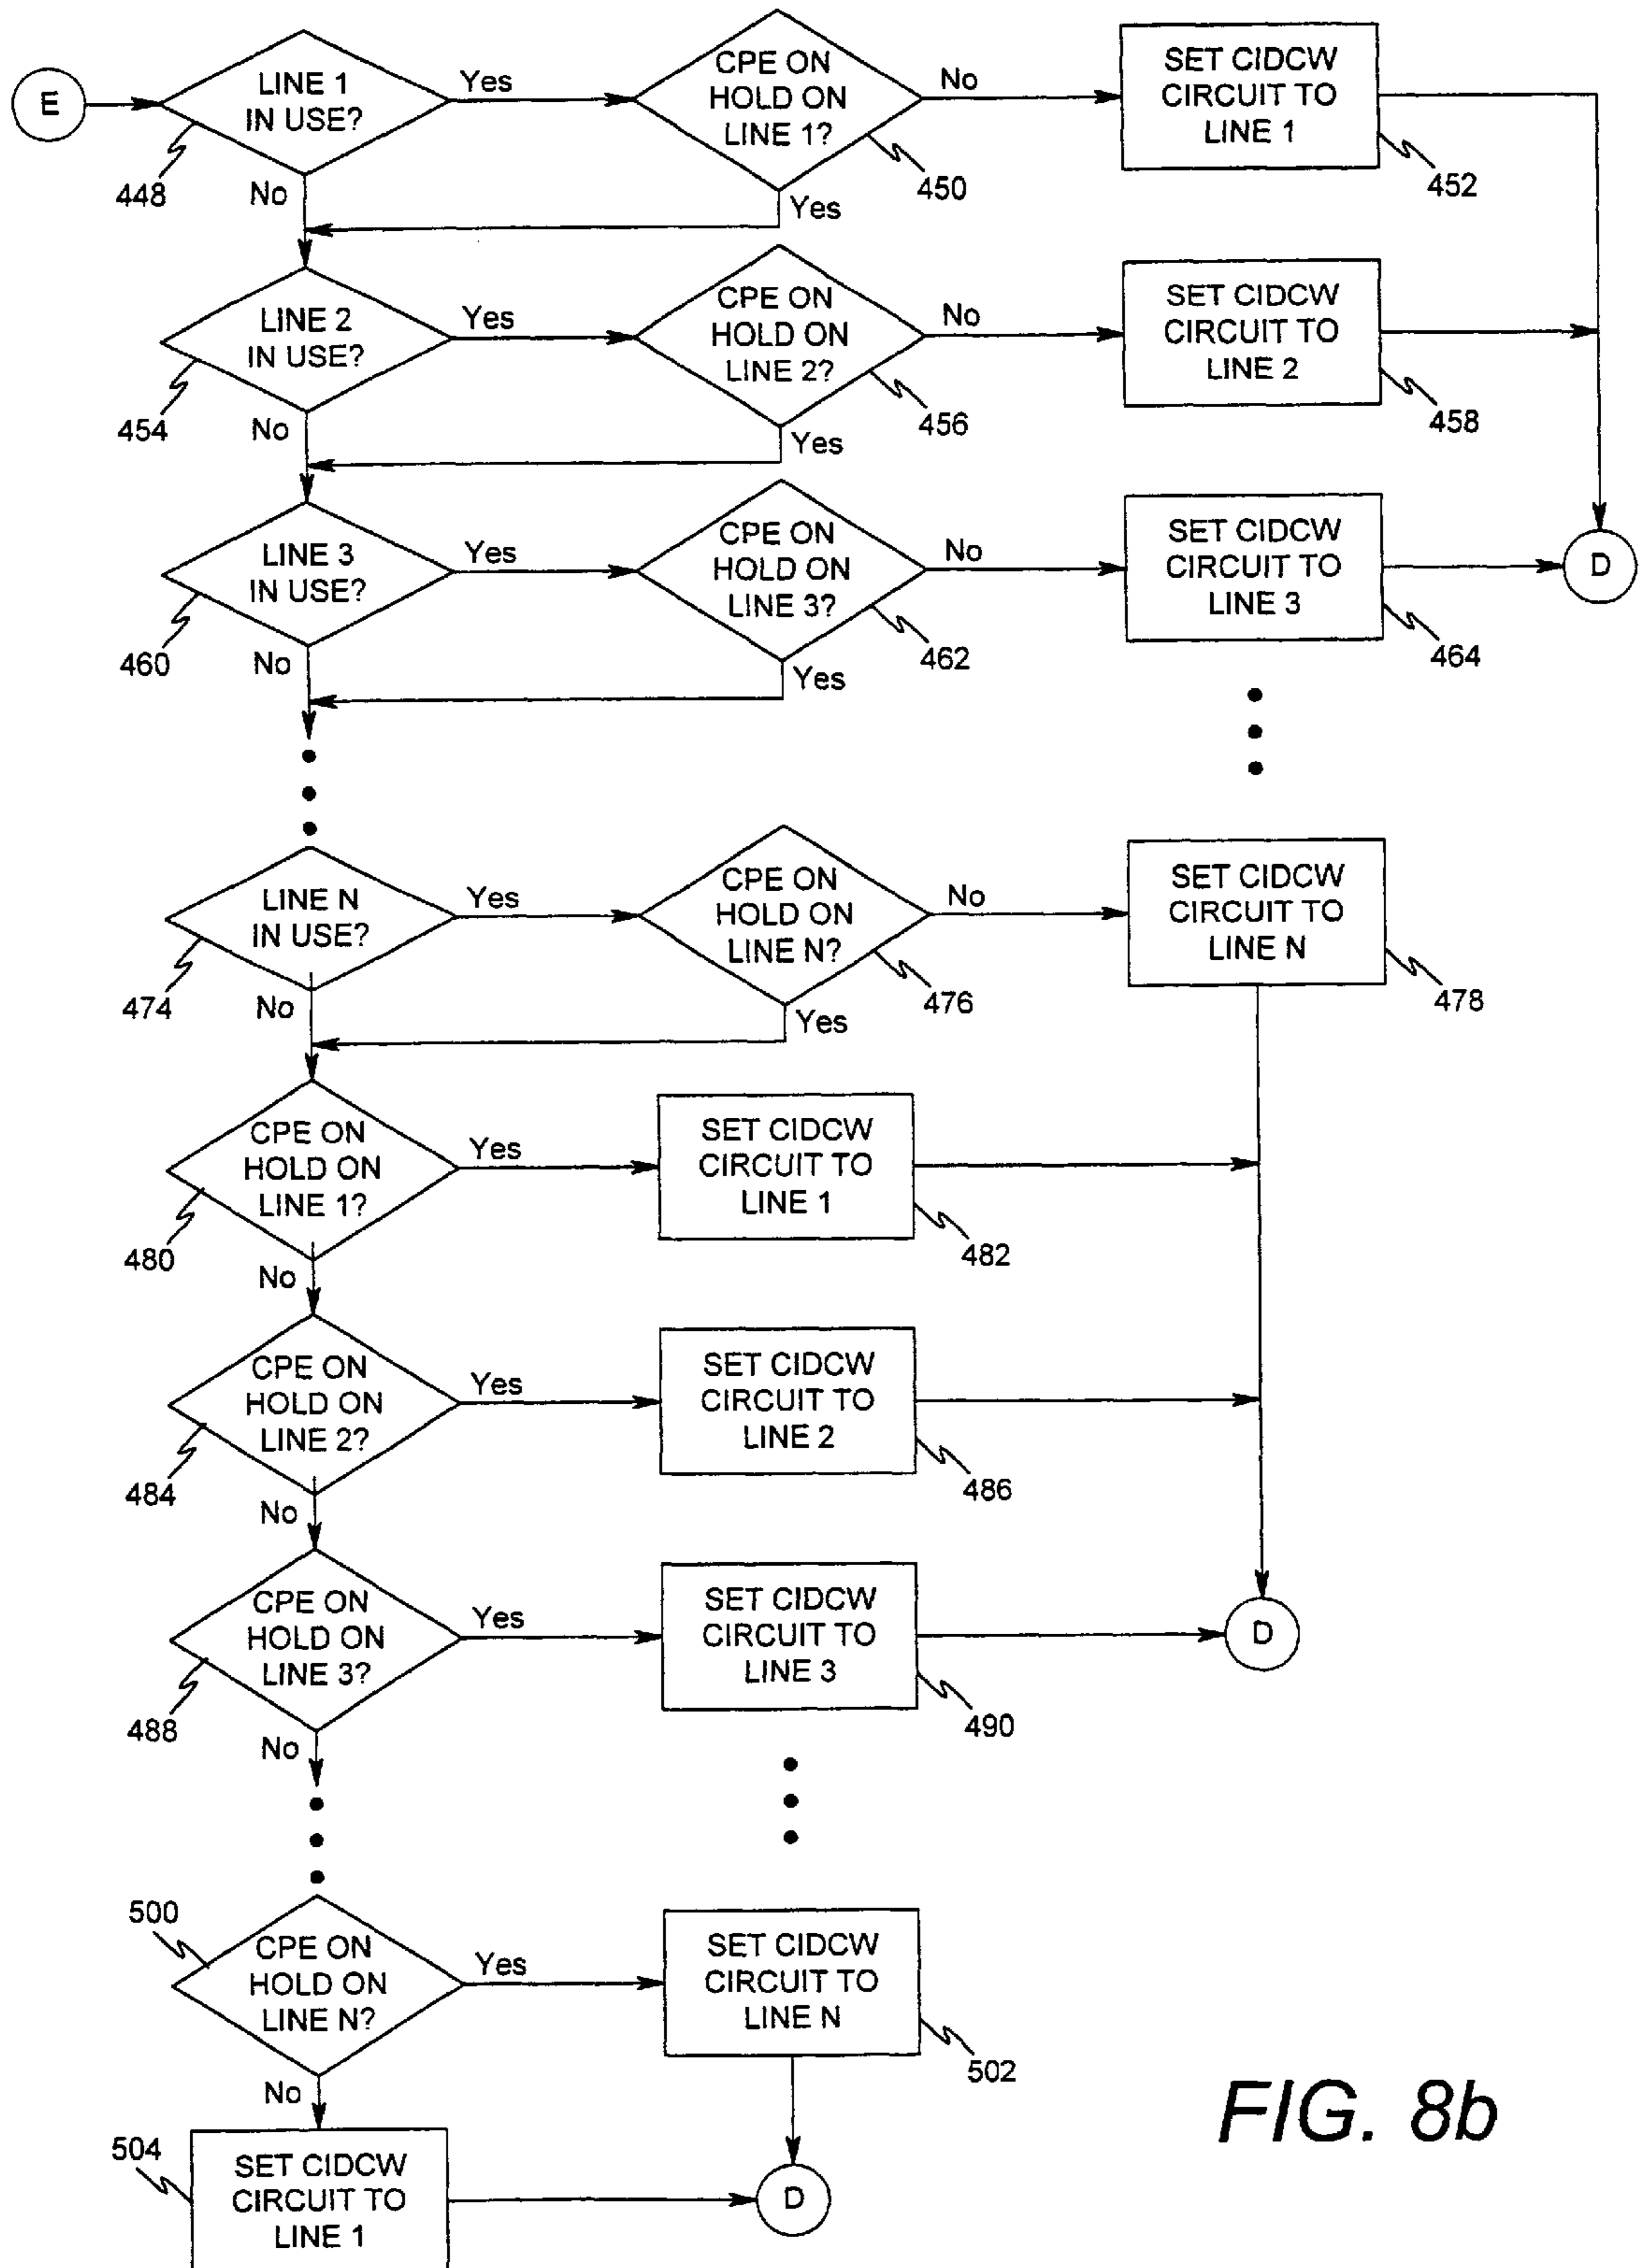 E
LINE 1
IN USE?
Yes
CPE ON
HOLD ON
LINE 1?
No
SET CIDCW
CIRCUIT TO
LINE 1
448
No
450
Yes
452
LINE 2
IN USE?
Yes
CPE ON
HOLD ON
LINE 2?
No
SET CIDCW
CIRCUIT TO
LINE 2
454
No
456
Yes
458
LINE 3
IN USE?
Yes
CPE ON
HOLD ON
LINE 3?
No
SET CIDCW
CIRCUIT TO
LINE 3
D
460
No
462
Yes
464
LINE N
IN USE?
Yes
CPE ON
HOLD ON
LINE N?
No
SET CIDCW
CIRCUIT TO
LINE N
474
No
476
Yes
478
CPE ON
HOLD ON
LINE 1?
Yes
SET CIDCW
CIRCUIT TO
LINE 1
480
No
482
CPE ON
HOLD ON
LINE 2?
Yes
SET CIDCW
CIRCUIT TO
LINE 2
484
No
486
CPE ON
HOLD ON
LINE 3?
Yes
SET CIDCW
CIRCUIT TO
LINE 3
D
488
No
490
500
CPE ON
HOLD ON
LINE N?
Yes
SET CIDCW
CIRCUIT TO
LINE N
502
No
504
SET CIDCW
CIRCUIT TO
LINE 1
D
FIG. 8b